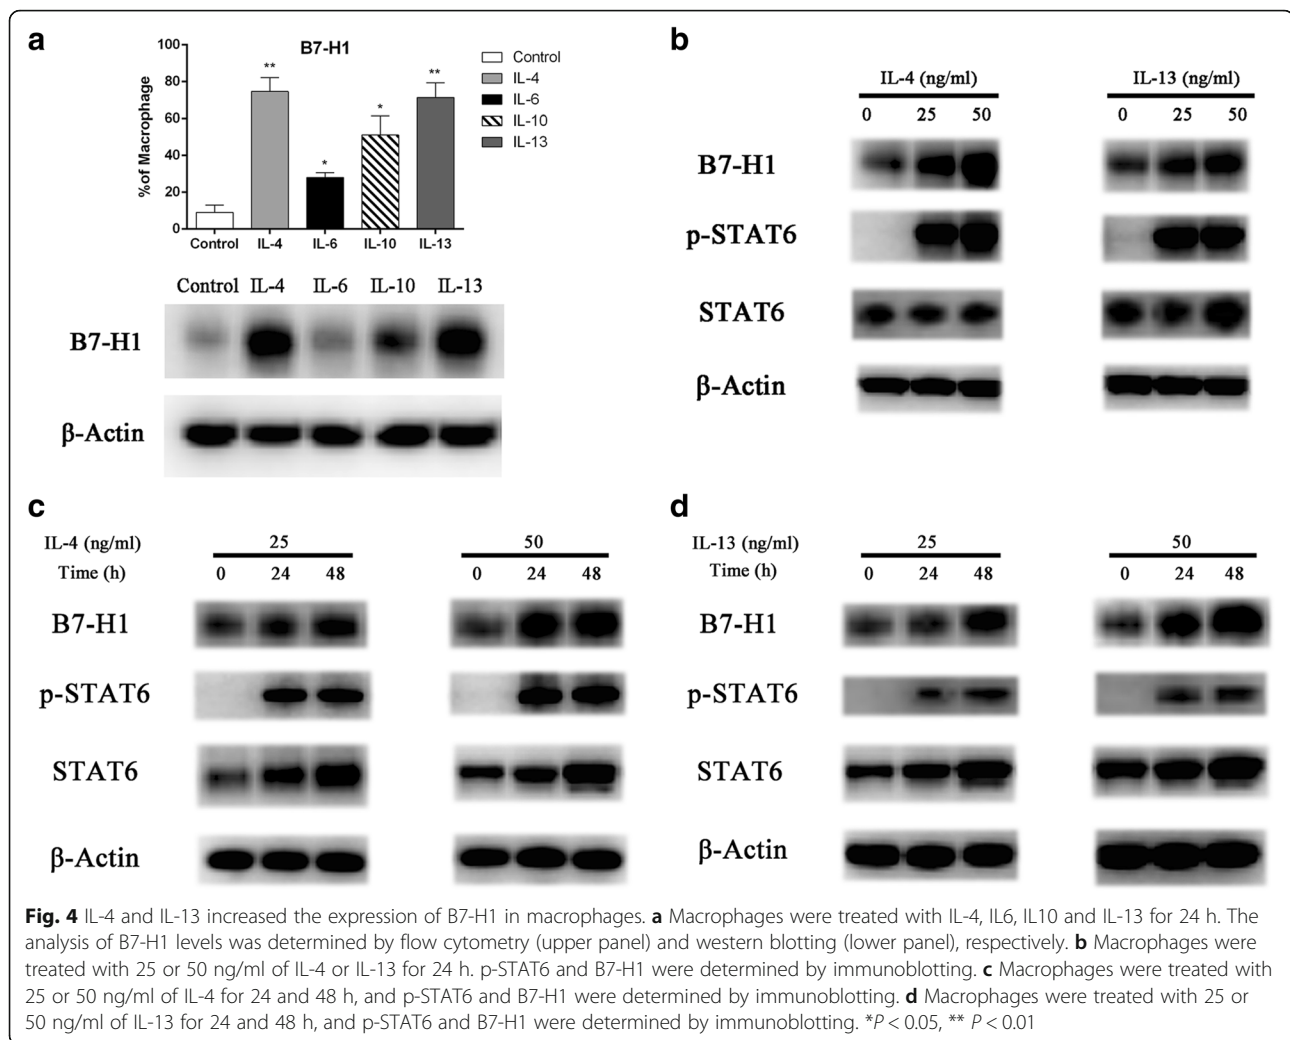 a
B7-H1
% of Macrophage
100
80
60
40
20
0
**
*
*
**
Control
IL-4
IL-6
IL-10
IL-13
Control IL-4 IL-6 IL-10 IL-13
Control IL-4 IL-6 IL-10 IL-13
B7-H1
β-Actin
b
IL-4 (ng/ml) IL-13 (ng/ml)
0 25 50 0 25 50
B7-H1
p-STAT6
STAT6
β-Actin
c
IL-4 (ng/ml) 25 50
Time (h) 0 24 48 0 24 48
B7-H1
p-STAT6
STAT6
β-Actin
d
IL-13 (ng/ml) 25 50
Time (h) 0 24 48 0 24 48
B7-H1
p-STAT6
STAT6
β-Actin
Fig. 4 IL-4 and IL-13 increased the expression of B7-H1 in macrophages. a Macrophages were treated with IL-4, IL6, IL10 and IL-13 for 24 h. The
analysis of B7-H1 levels was determined by flow cytometry (upper panel) and western blotting (lower panel), respectively. b Macrophages were
treated with 25 or 50 ng/ml of IL-4 or IL-13 for 24 h. p-STAT6 and B7-H1 were determined by immunoblotting. c Macrophages were treated with
25 or 50 ng/ml of IL-4 for 24 and 48 h, and p-STAT6 and B7-H1 were determined by immunoblotting. d Macrophages were treated with 25 or
50 ng/ml of IL-13 for 24 and 48 h, and p-STAT6 and B7-H1 were determined by immunoblotting. *P < 0.05, ** P < 0.01